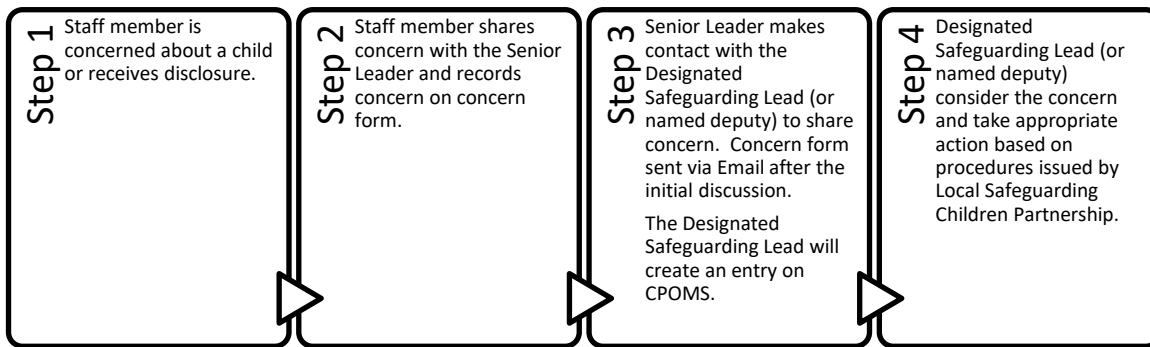 Step 1
Staff member is
concerned about a child
or receives disclosure.
Step 2
Staff member shares
concern with the Senior
Leader and records
concern on concern
form.
Step 3
Senior Leader makes
contact with the
Designated
Safeguarding Lead (or
named deputy) to share
concern.  Concern form
sent via Email after the
initial discussion.
The Designated
Safeguarding Lead will
create an entry on
CPOMS.
Step 4
Designated
Safeguarding Lead (or
named deputy)
consider the concern
and take appropriate
action based on
procedures issued by
Local Safeguarding
Children Partnership.